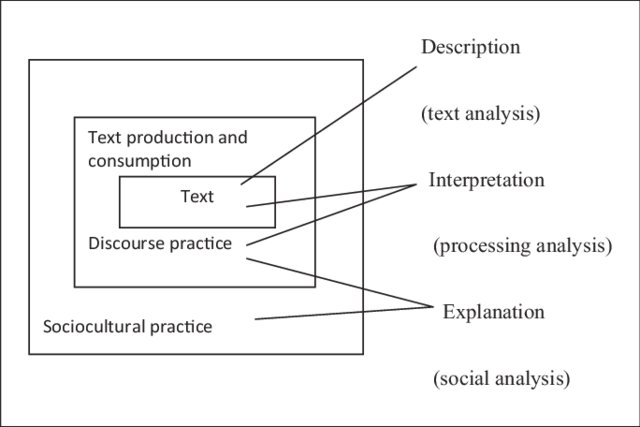 Description
(text analysis)
Text production and
consumption
Text
Interpretation
Discourse practice
(processing analysis)
Explanation
Sociocultural practice
(social analysis)